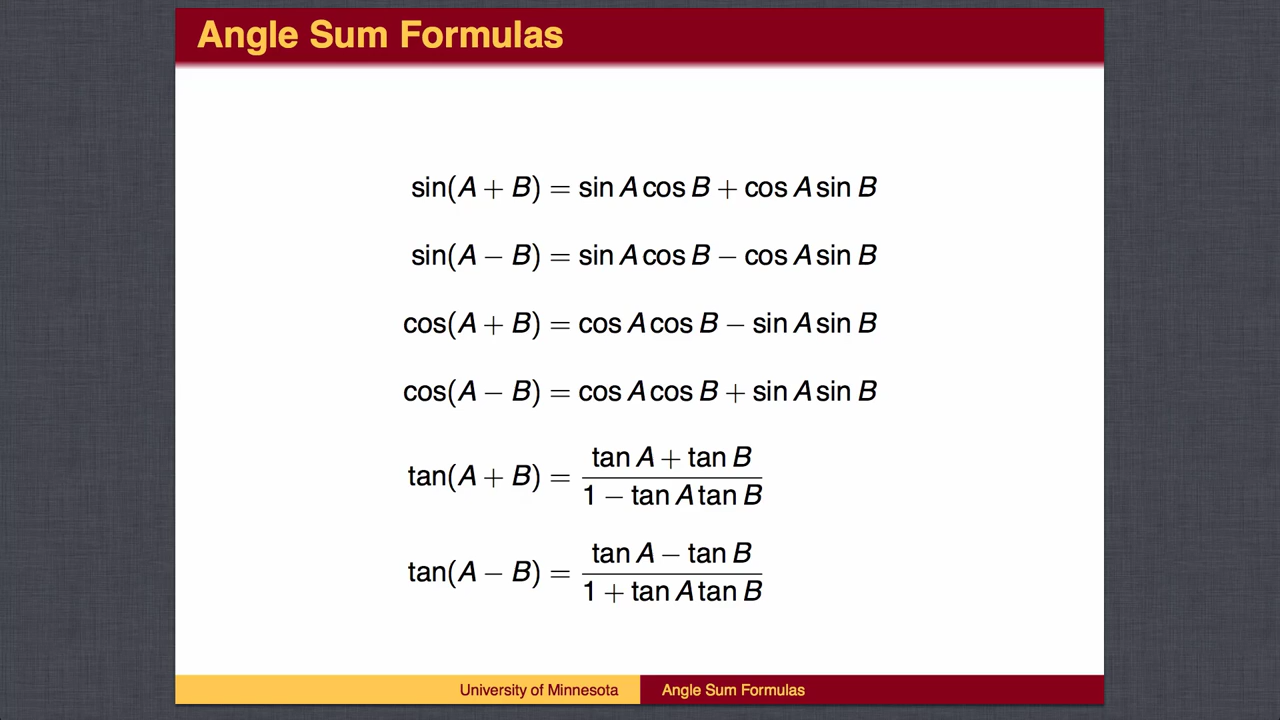 Angle Sum Formulas
sin(A + B) = sin A cos B + cos A sin B
sin(A − B) = sin A cos B − cos A sin B
cos(A + B) = cos A cos B − sin A sin B
cos(A − B) = cos A cos B + sin A sin B
tan(A + B) = (tan A + tan B) / (1 − tan A tan B)
tan(A − B) = (tan A − tan B) / (1 + tan A tan B)
University of Minnesota Angle Sum Formulas